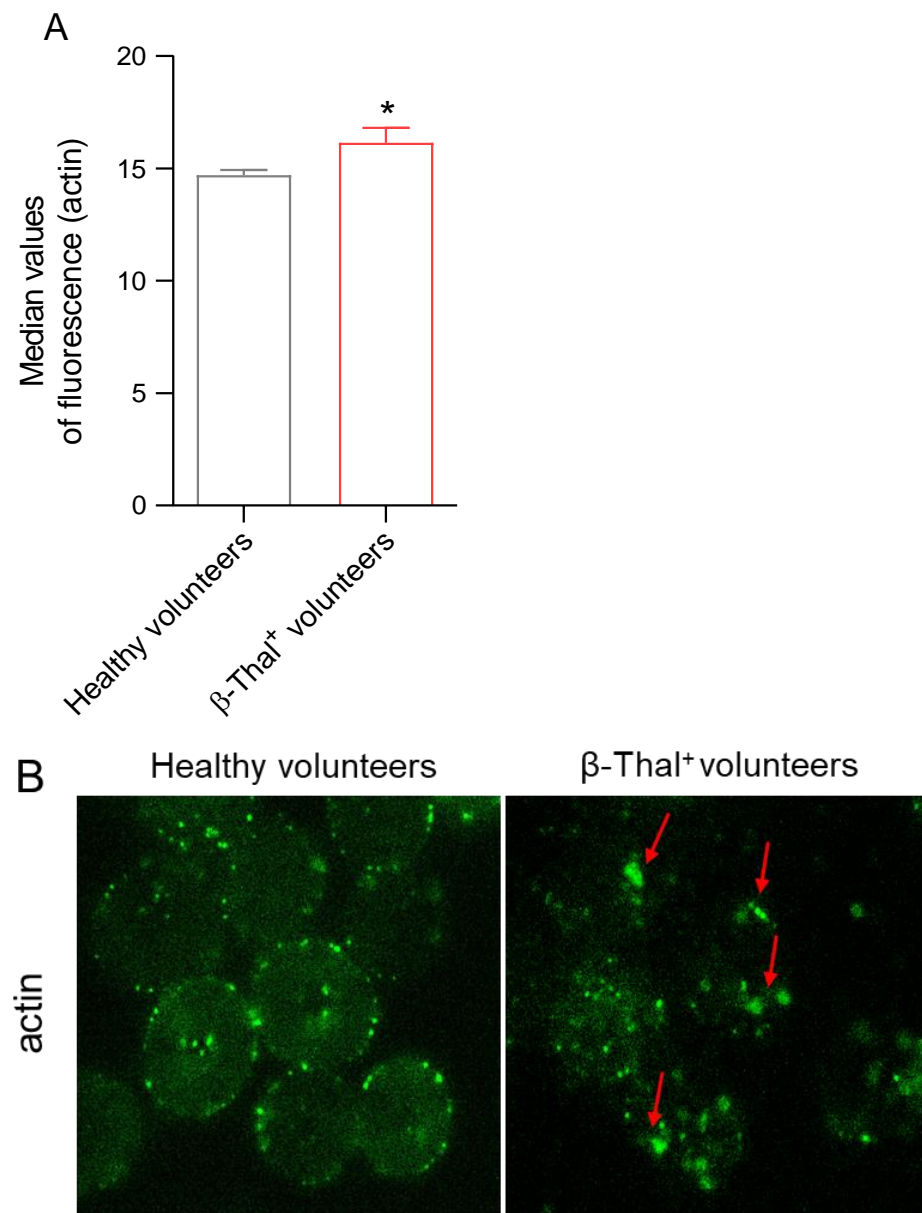 A
20
*
15
10
5
0
Median values
of fluorescence (actin)
Healthy volunteers
β-Thal⁺ volunteers
B
Healthy volunteers
β-Thal⁺ volunteers
actin